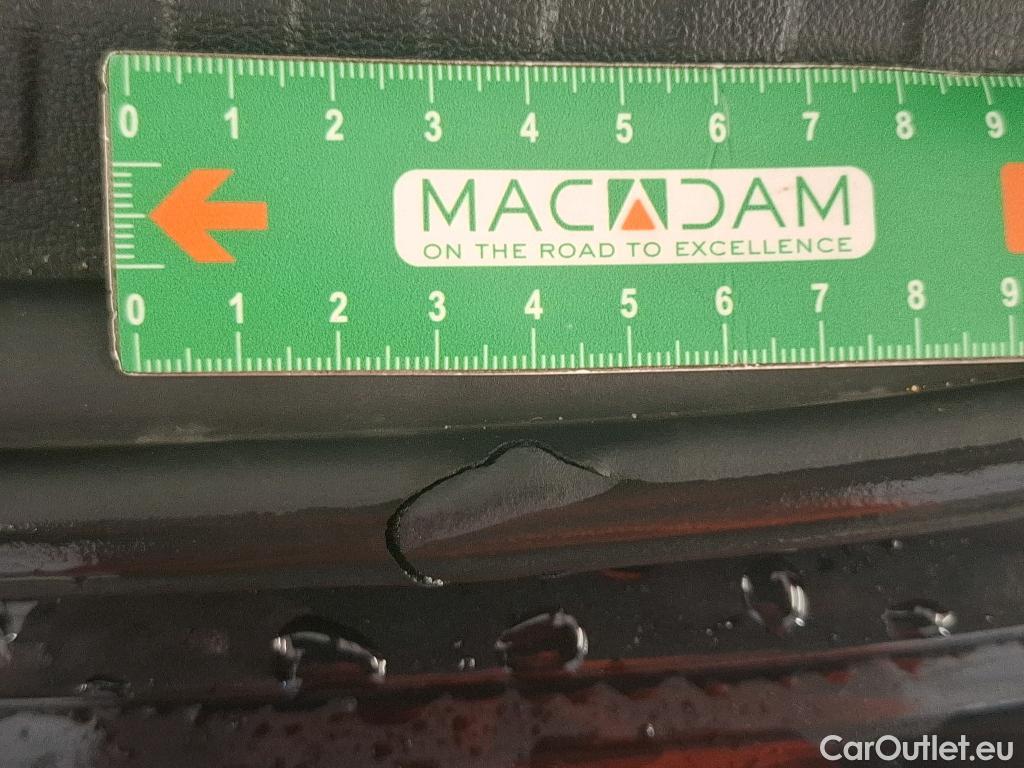 0 1 2 3 4 5 6 7 8 9
MACADAM
ON THE ROAD TO EXCELLENCE
0 1 2 3 4 5 6 7 8 9
CarOutlet.eu